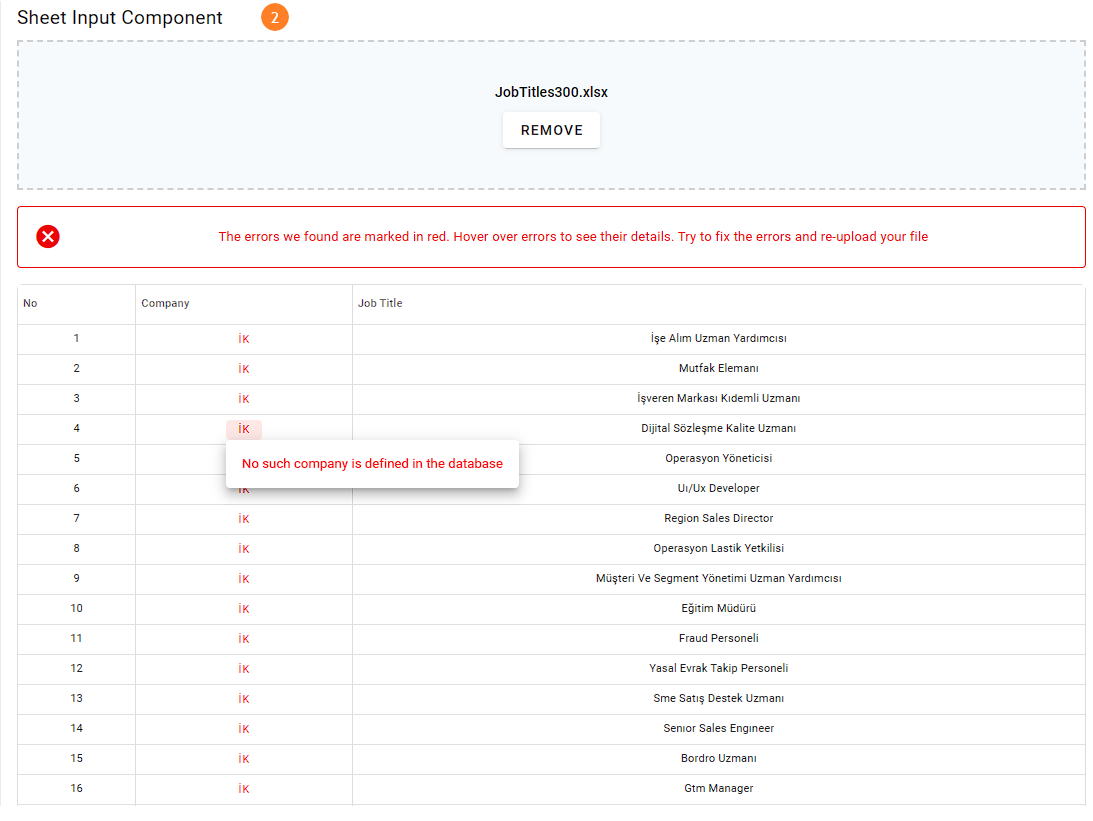 Sheet Input Component 2
JobTitles300.xlsx
REMOVE
The errors we found are marked in red. Hover over errors to see their details. Try to fix the errors and re-upload your file
No Company Job Title
1 İK İşe Alım Uzman Yardımcısı
2 İK Mutfak Elemanı
3 İK İşveren Markası Kıdemli Uzmanı
4 İK Dijital Sözleşme Kalite Uzmanı
5 Operasyon Yöneticisi
No such company is defined in the database
6 İK Uı/Ux Developer
7 İK Region Sales Director
8 İK Operasyon Lastik Yetkilisi
9 İK Müşteri Ve Segment Yönetimi Uzman Yardımcısı
10 İK Eğitim Müdürü
11 İK Fraud Personeli
12 İK Yasal Evrak Takip Personeli
13 İK Sme Satış Destek Uzmanı
14 İK Senıor Sales Engıneer
15 İK Bordro Uzmanı
16 İK Gtm Manager